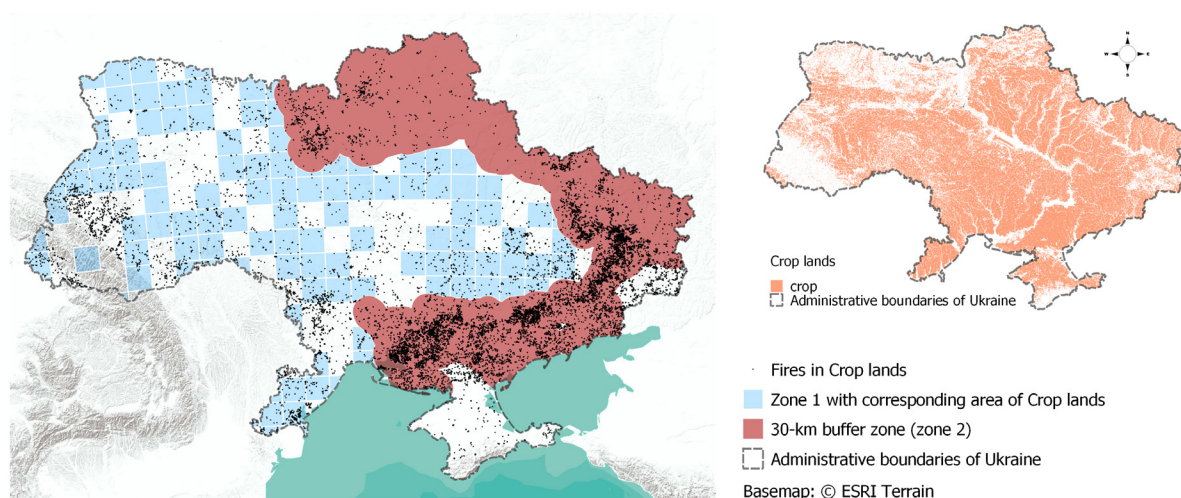 N
W
E
S
Crop lands
crop
Administrative boundaries of Ukraine
Fires in Crop lands
Zone 1 with corresponding area of Crop lands
30-km buffer zone (zone 2)
Administrative boundaries of Ukraine
Basemap: © ESRI Terrain